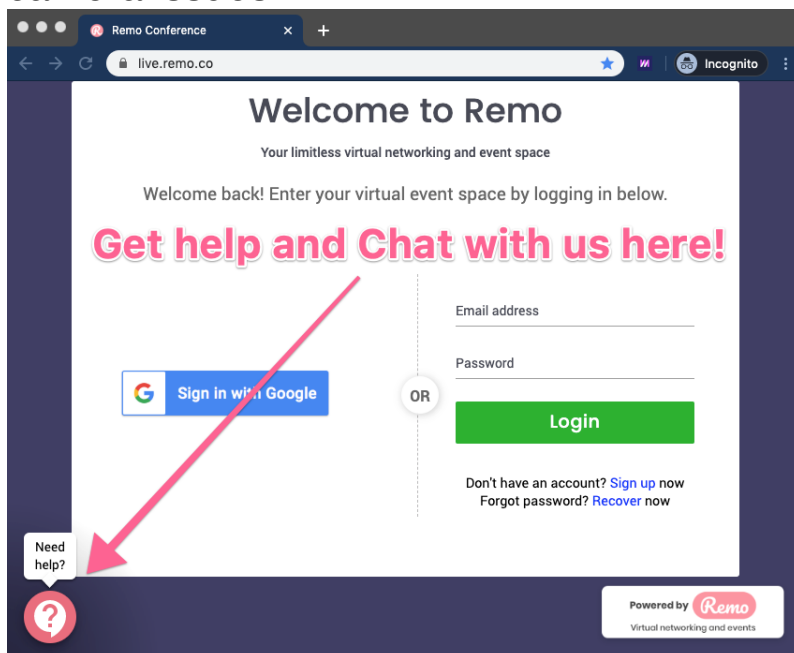 Remo Conference
live.remo.co
Incognito
Welcome to Remo
Your limitless virtual networking and event space
Welcome back! Enter your virtual event space by logging in below.
Get help and Chat with us here!
Email address
Password
Sign in with Google
OR
Login
Don't have an account? Sign up now
Forgot password? Recover now
Need
help?
Powered by Remo
Virtual networking and events